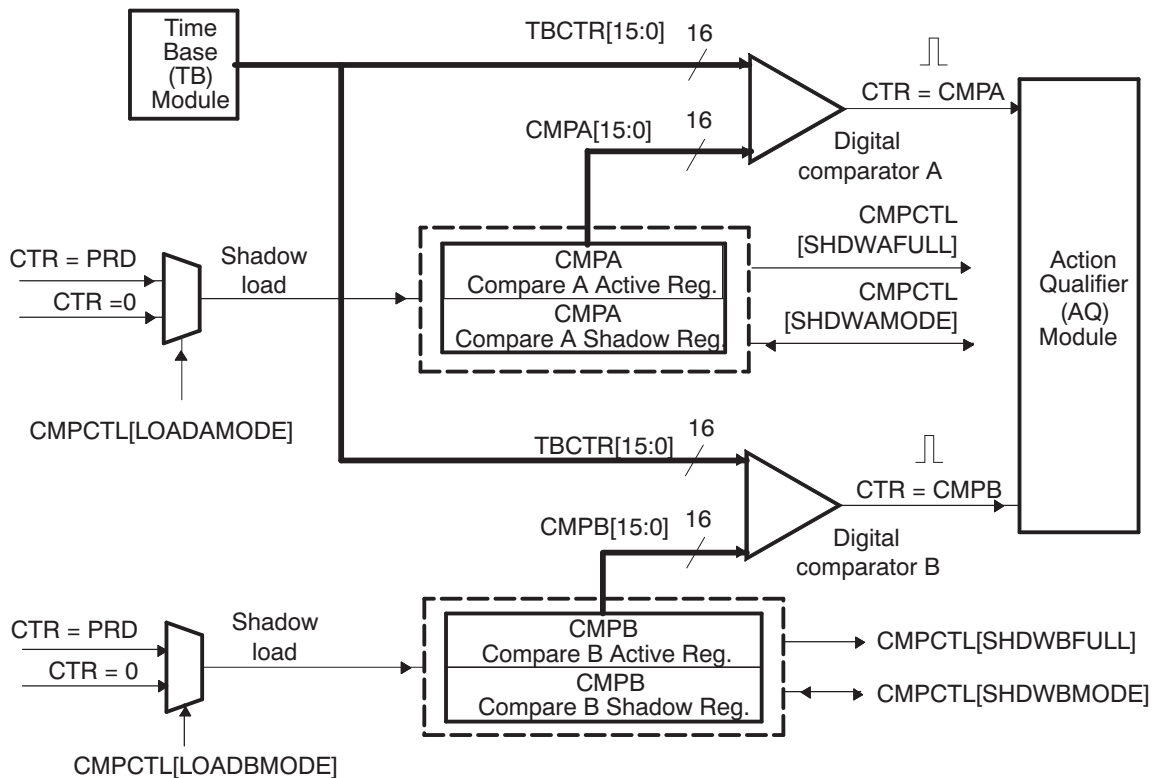 Time
Base
(TB)
Module
TBCTR[15:0]
16
CTR = CMPA
CMPA[15:0]
16
Digital
comparator A
CMPCTL
[SHDWAFULL]
CMPCTL
[SHDWAMODE]
Action
Qualifier
(AQ)
Module
CTR = PRD
CTR =0
Shadow
load
CMPA
Compare A Active Reg.
CMPA
Compare A Shadow Reg.
CMPCTL[LOADAMODE]
TBCTR[15:0]
16
CTR = CMPB
CMPB[15:0]
16
Digital
comparator B
CTR = PRD
CTR = 0
Shadow
load
CMPB
Compare B Active Reg.
CMPB
Compare B Shadow Reg.
CMPCTL[SHDWBFULL]
CMPCTL[SHDWBMODE]
CMPCTL[LOADBMODE]